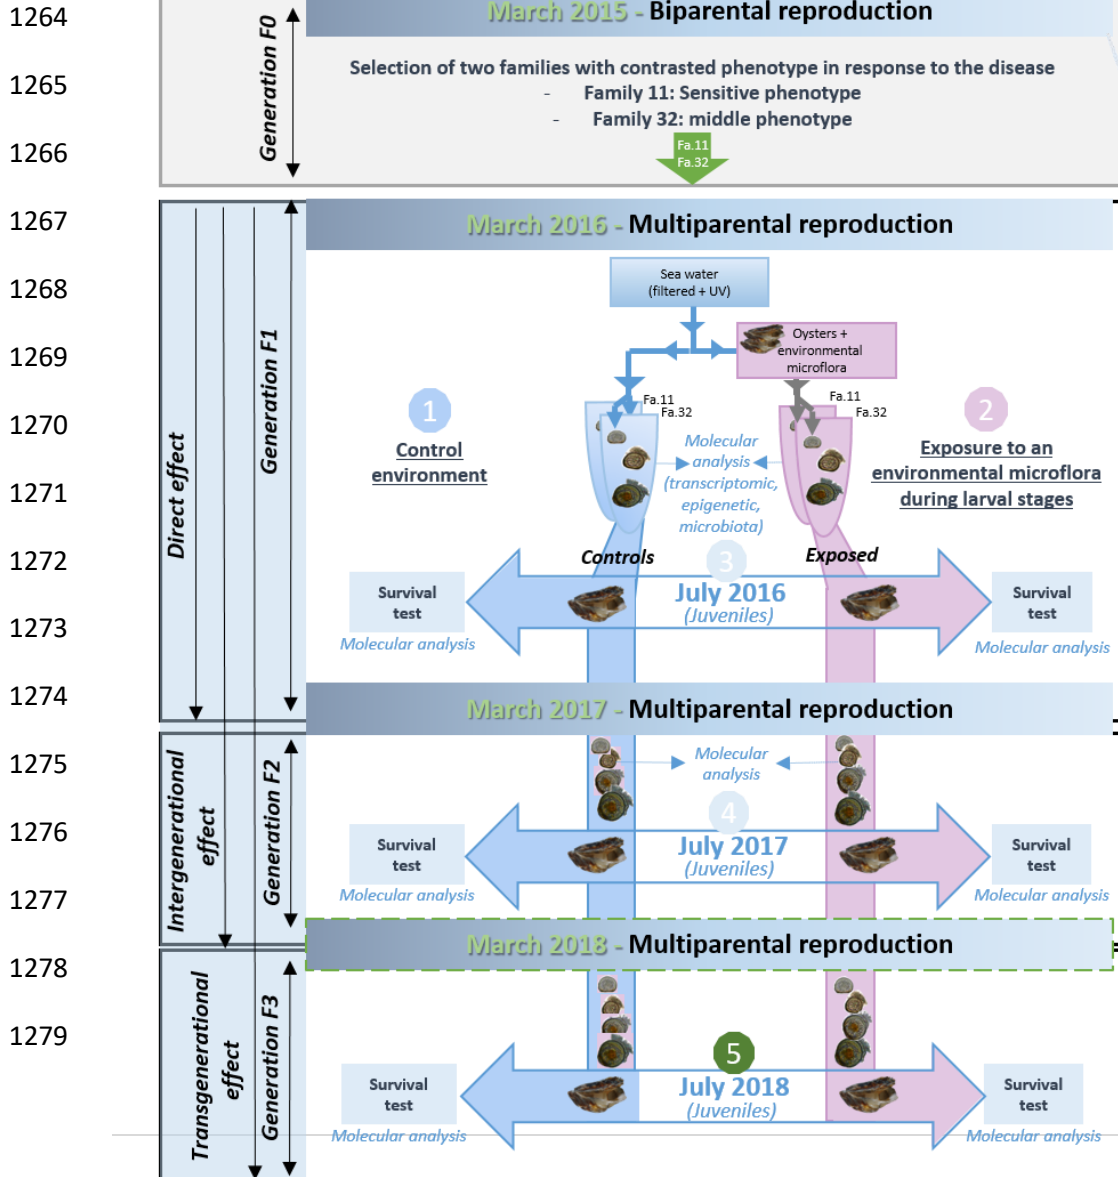 1264
March 2015 - Biparental reproduction
Generation F0
1265
Selection of two families with contrasted phenotype in response to the disease
- Family 11: Sensitive phenotype
- Family 32: middle phenotype
1266
Fa.11
Fa.32
1267
March 2016 - Multiparental reproduction
1268
Sea water
(filtered + UV)
1269
Oysters +
environmental
microflora
Direct effect
Generation F1
1270
1
Control
environment
Fa.11
Fa.32
Fa.11
Fa.32
2
Exposure to an
environmental microflora
during larval stages
1271
Molecular
analysis
(transcriptomic,
epigenetic,
microbiota)
1272
Controls
3
Exposed
Survival
test
Molecular analysis
July 2016
(Juveniles)
Survival
test
Molecular analysis
1273
1274
March 2017 - Multiparental reproduction
1275
Intergenerational
effect
Generation F2
Molecular
analysis
1276
4
Survival
test
Molecular analysis
July 2017
(Juveniles)
Survival
test
Molecular analysis
1277
March 2018 - Multiparental reproduction
1278
1279
Transgenerational
effect
Generation F3
5
Survival
test
Molecular analysis
July 2018
(Juveniles)
Survival
test
Molecular analysis